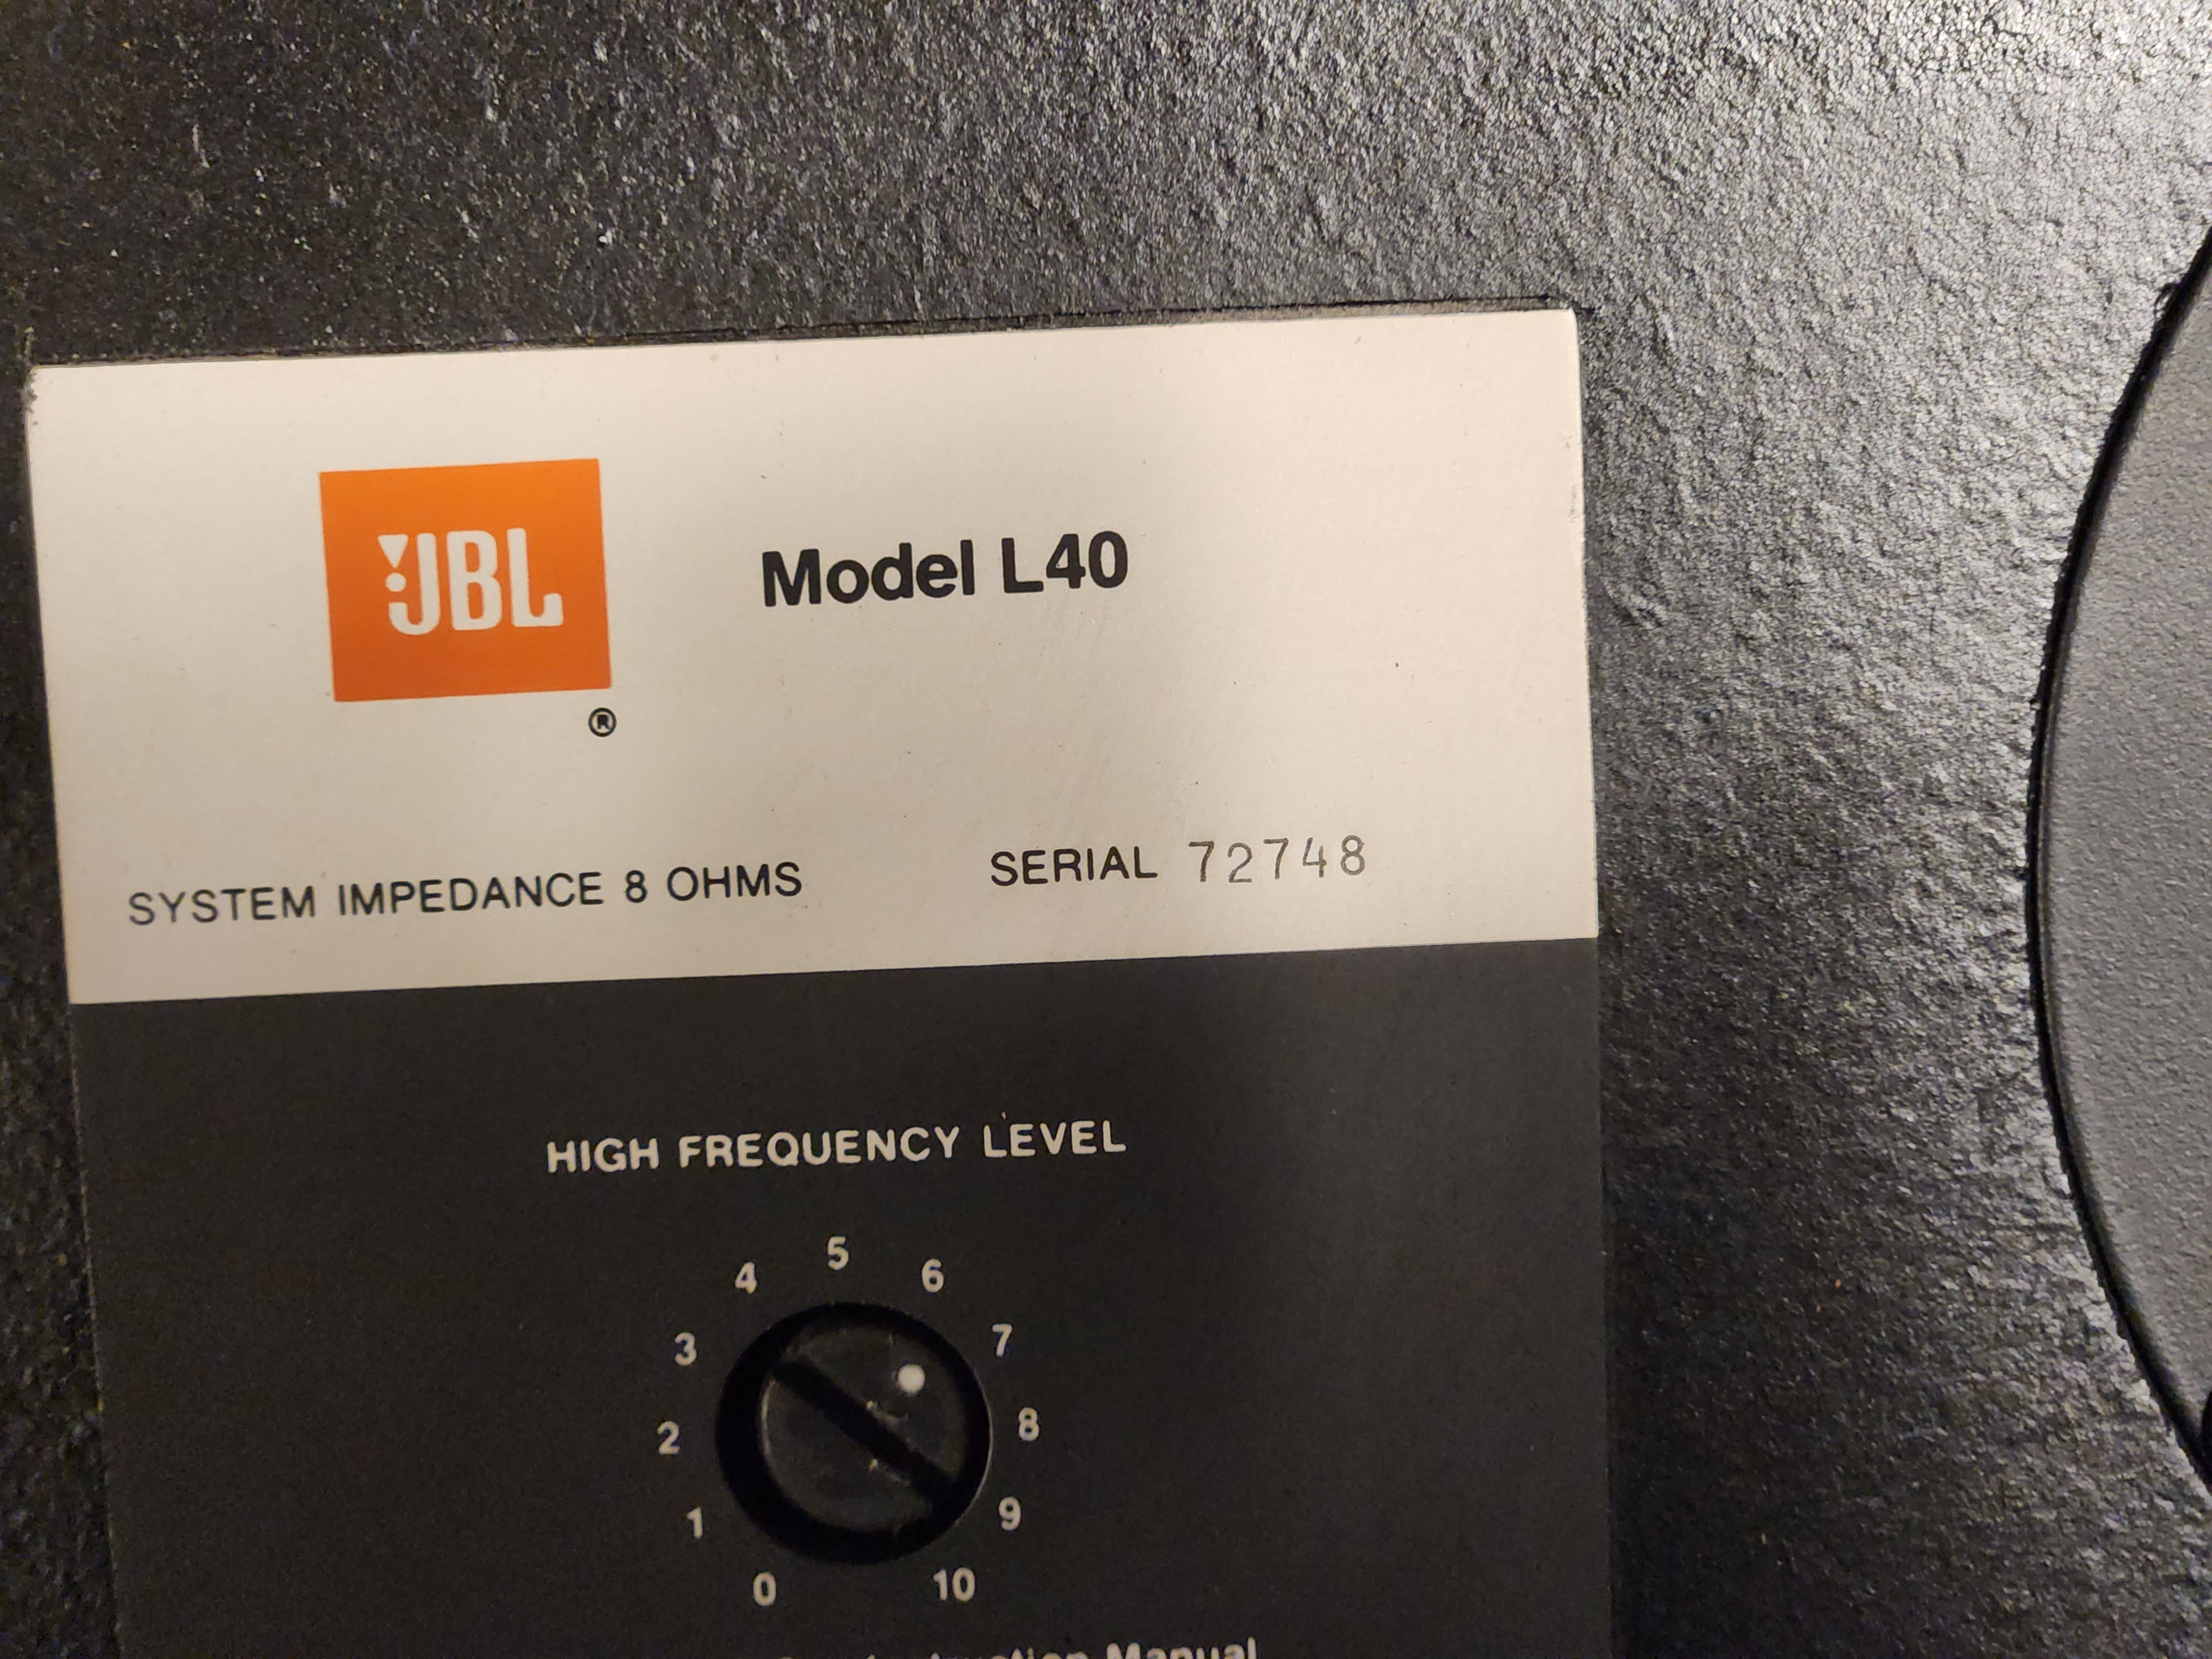 JBL
Model L40
®
SYSTEM IMPEDANCE 8 OHMS
SERIAL 72748
HIGH FREQUENCY LEVEL
0
1
2
3
4
5
6
7
8
9
10
Manual